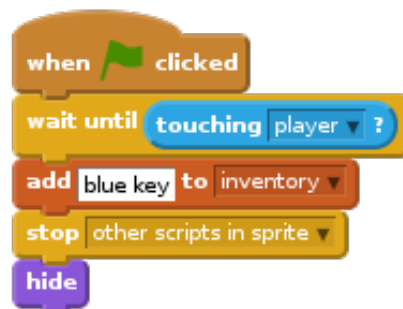 when clicked
wait until touching player ?
add blue key to inventory
stop other scripts in sprite
hide